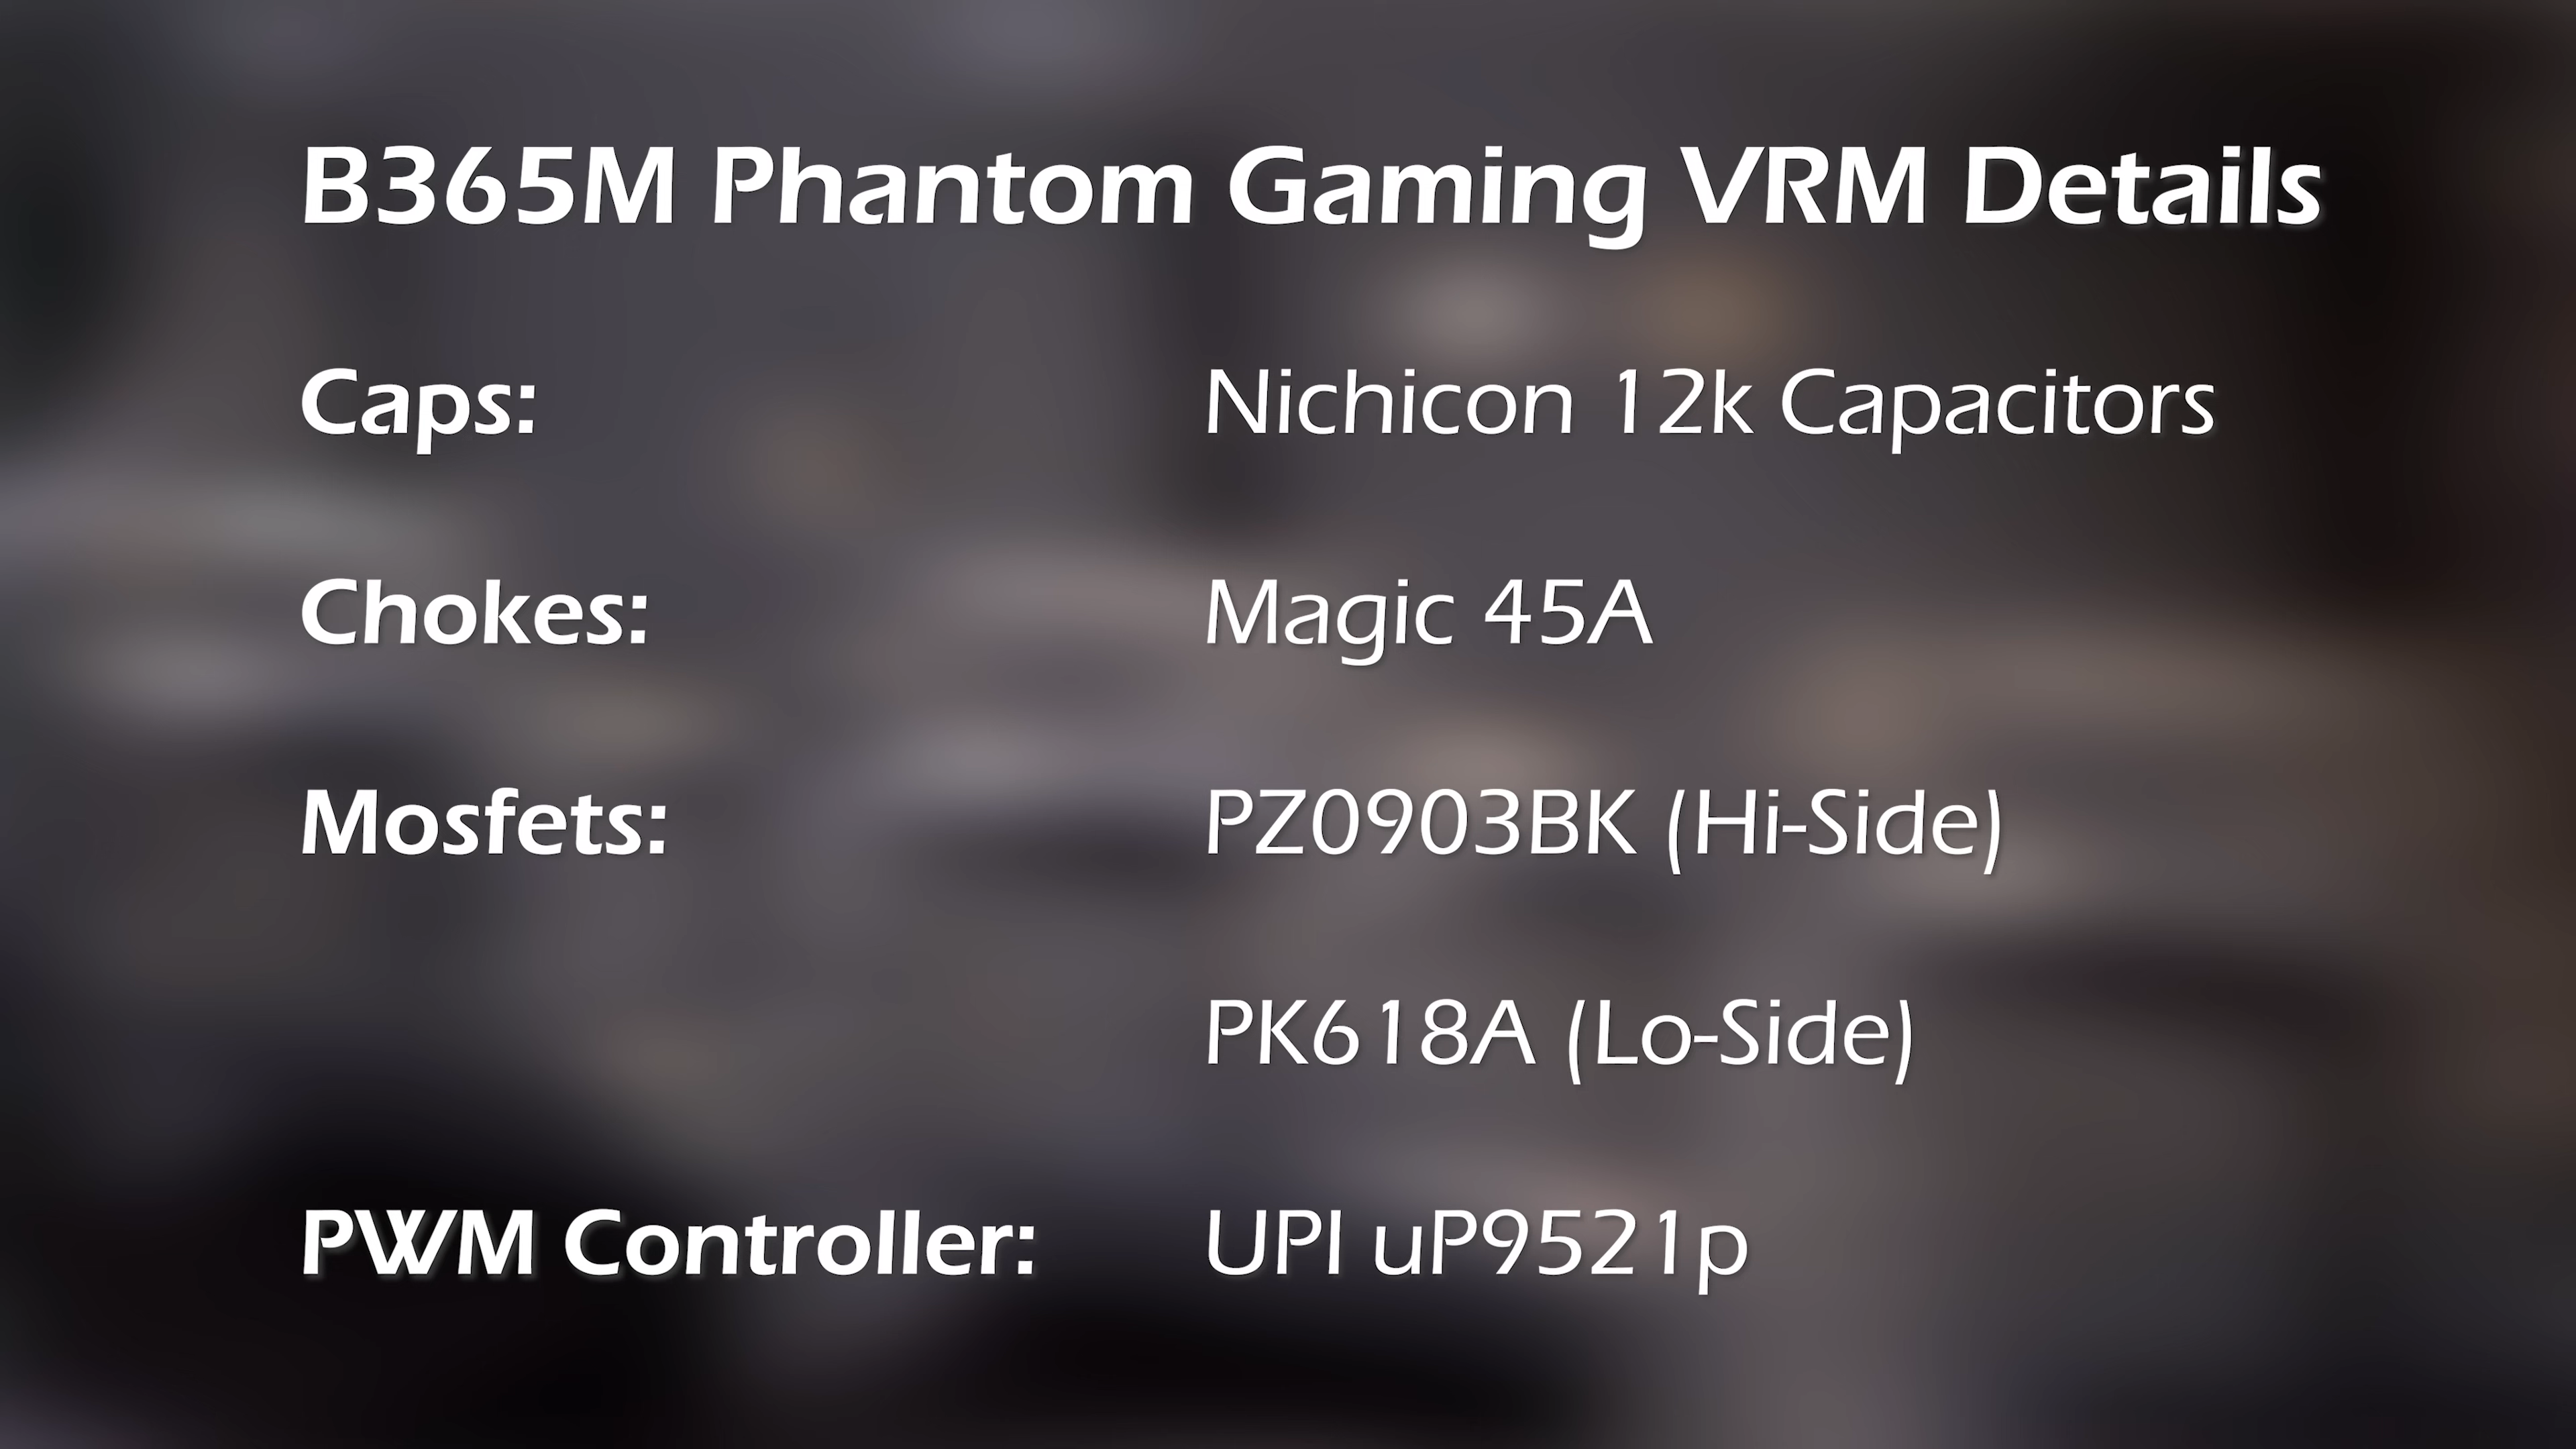 B365M Phantom Gaming VRM Details
Caps: Nichicon 12k Capacitors
Chokes: Magic 45A
Mosfets: PZ0903BK (Hi-Side)
PK618A (Lo-Side)
PWM Controller: UPI uP9521p